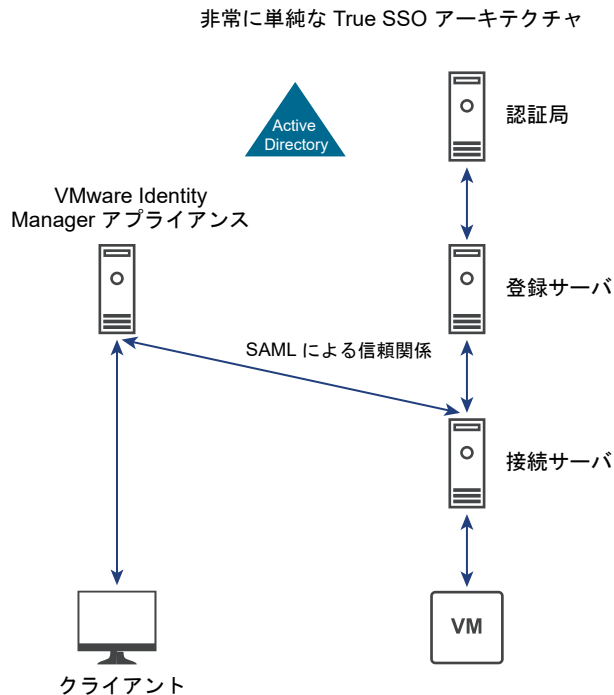 非常に単純な True SSO アーキテクチャ
Active
Directory
認証局
VMware Identity
Manager アプライアンス
登録サーバ
SAML による信頼関係
接続サーバ
VM
クライアント